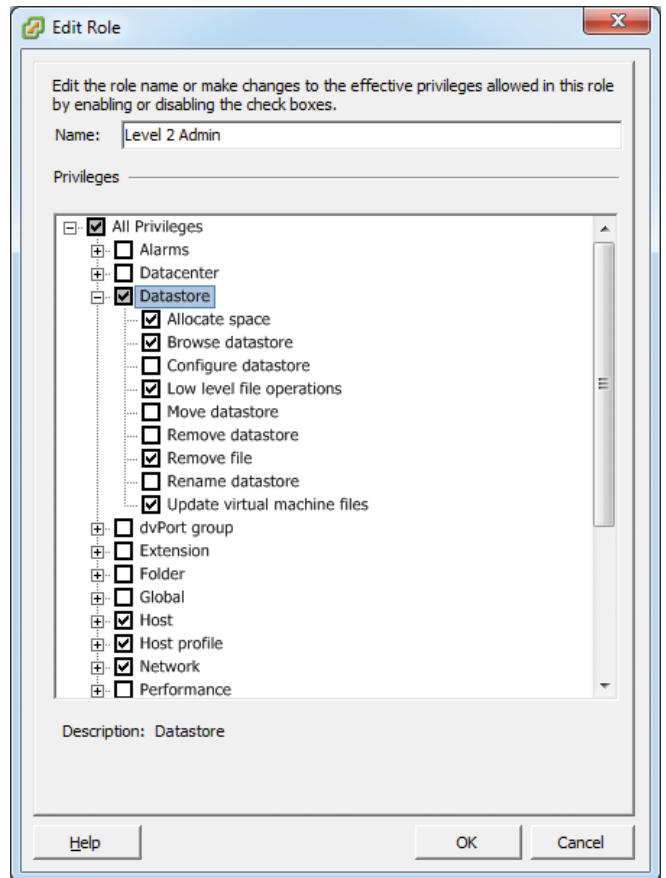 Edit Role
Edit the role name or make changes to the effective privileges allowed in this role
by enabling or disabling the check boxes.
Name: Level 2 Admin
Privileges
All Privileges
Alarms
Datacenter
Datastore
Allocate space
Browse datastore
Configure datastore
Low level file operations
Move datastore
Remove datastore
Remove file
Rename datastore
Update virtual machine files
dvPort group
Extension
Folder
Global
Host
Host profile
Network
Performance
Description: Datastore
Help OK Cancel